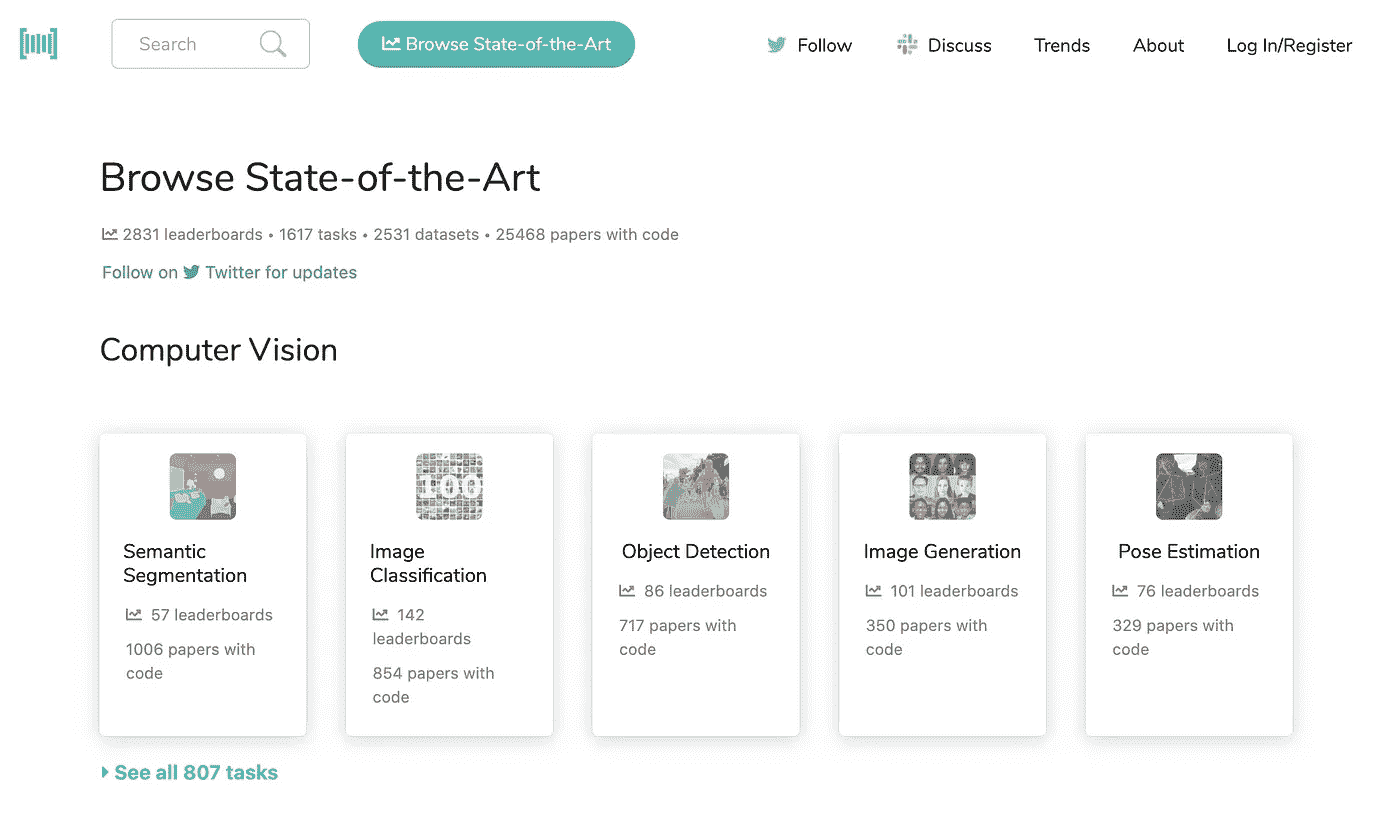 Search
Browse State-of-the-Art
Follow
Discuss
Trends
About
Log In/Register
Browse State-of-the-Art
2831 leaderboards • 1617 tasks • 2531 datasets • 25468 papers with code
Follow on Twitter for updates
Computer Vision
100
Semantic
Segmentation
57 leaderboards
1006 papers with
code
Image
Classification
142
leaderboards
854 papers with
code
Object Detection
86 leaderboards
717 papers with
code
Image Generation
101 leaderboards
350 papers with
code
Pose Estimation
76 leaderboards
329 papers with
code
See all 807 tasks